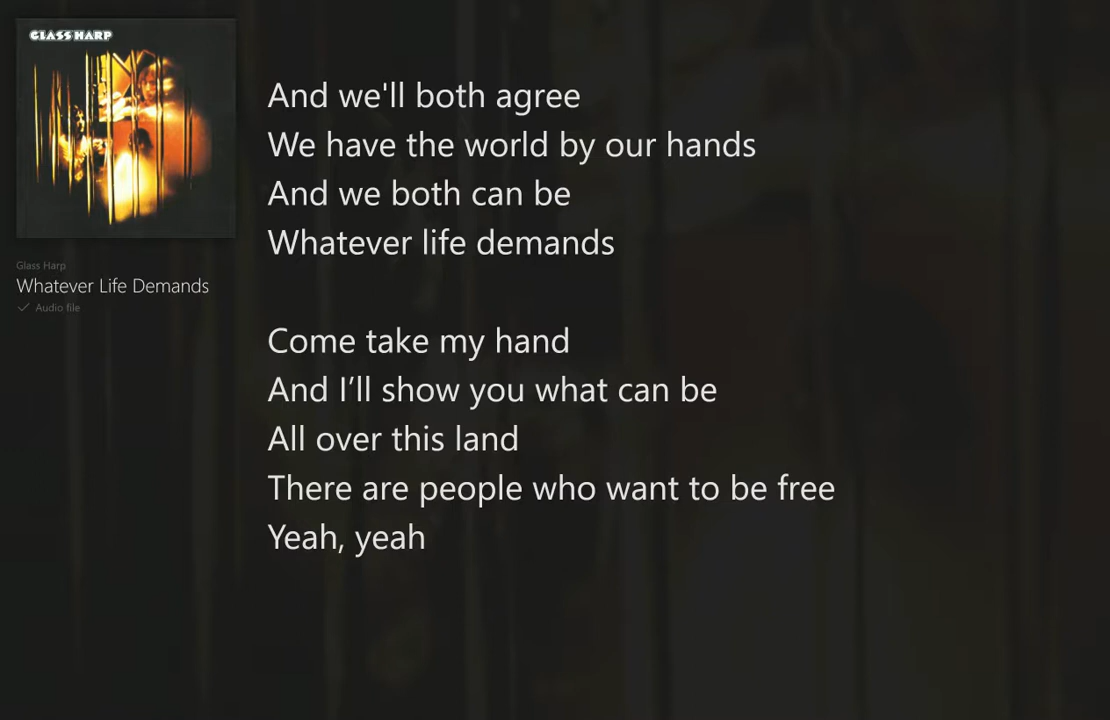 GLASS HARP
Glass Harp
Whatever Life Demands
Audio file
And we'll both agree
We have the world by our hands
And we both can be
Whatever life demands
Come take my hand
And I’ll show you what can be
All over this land
There are people who want to be free
Yeah, yeah